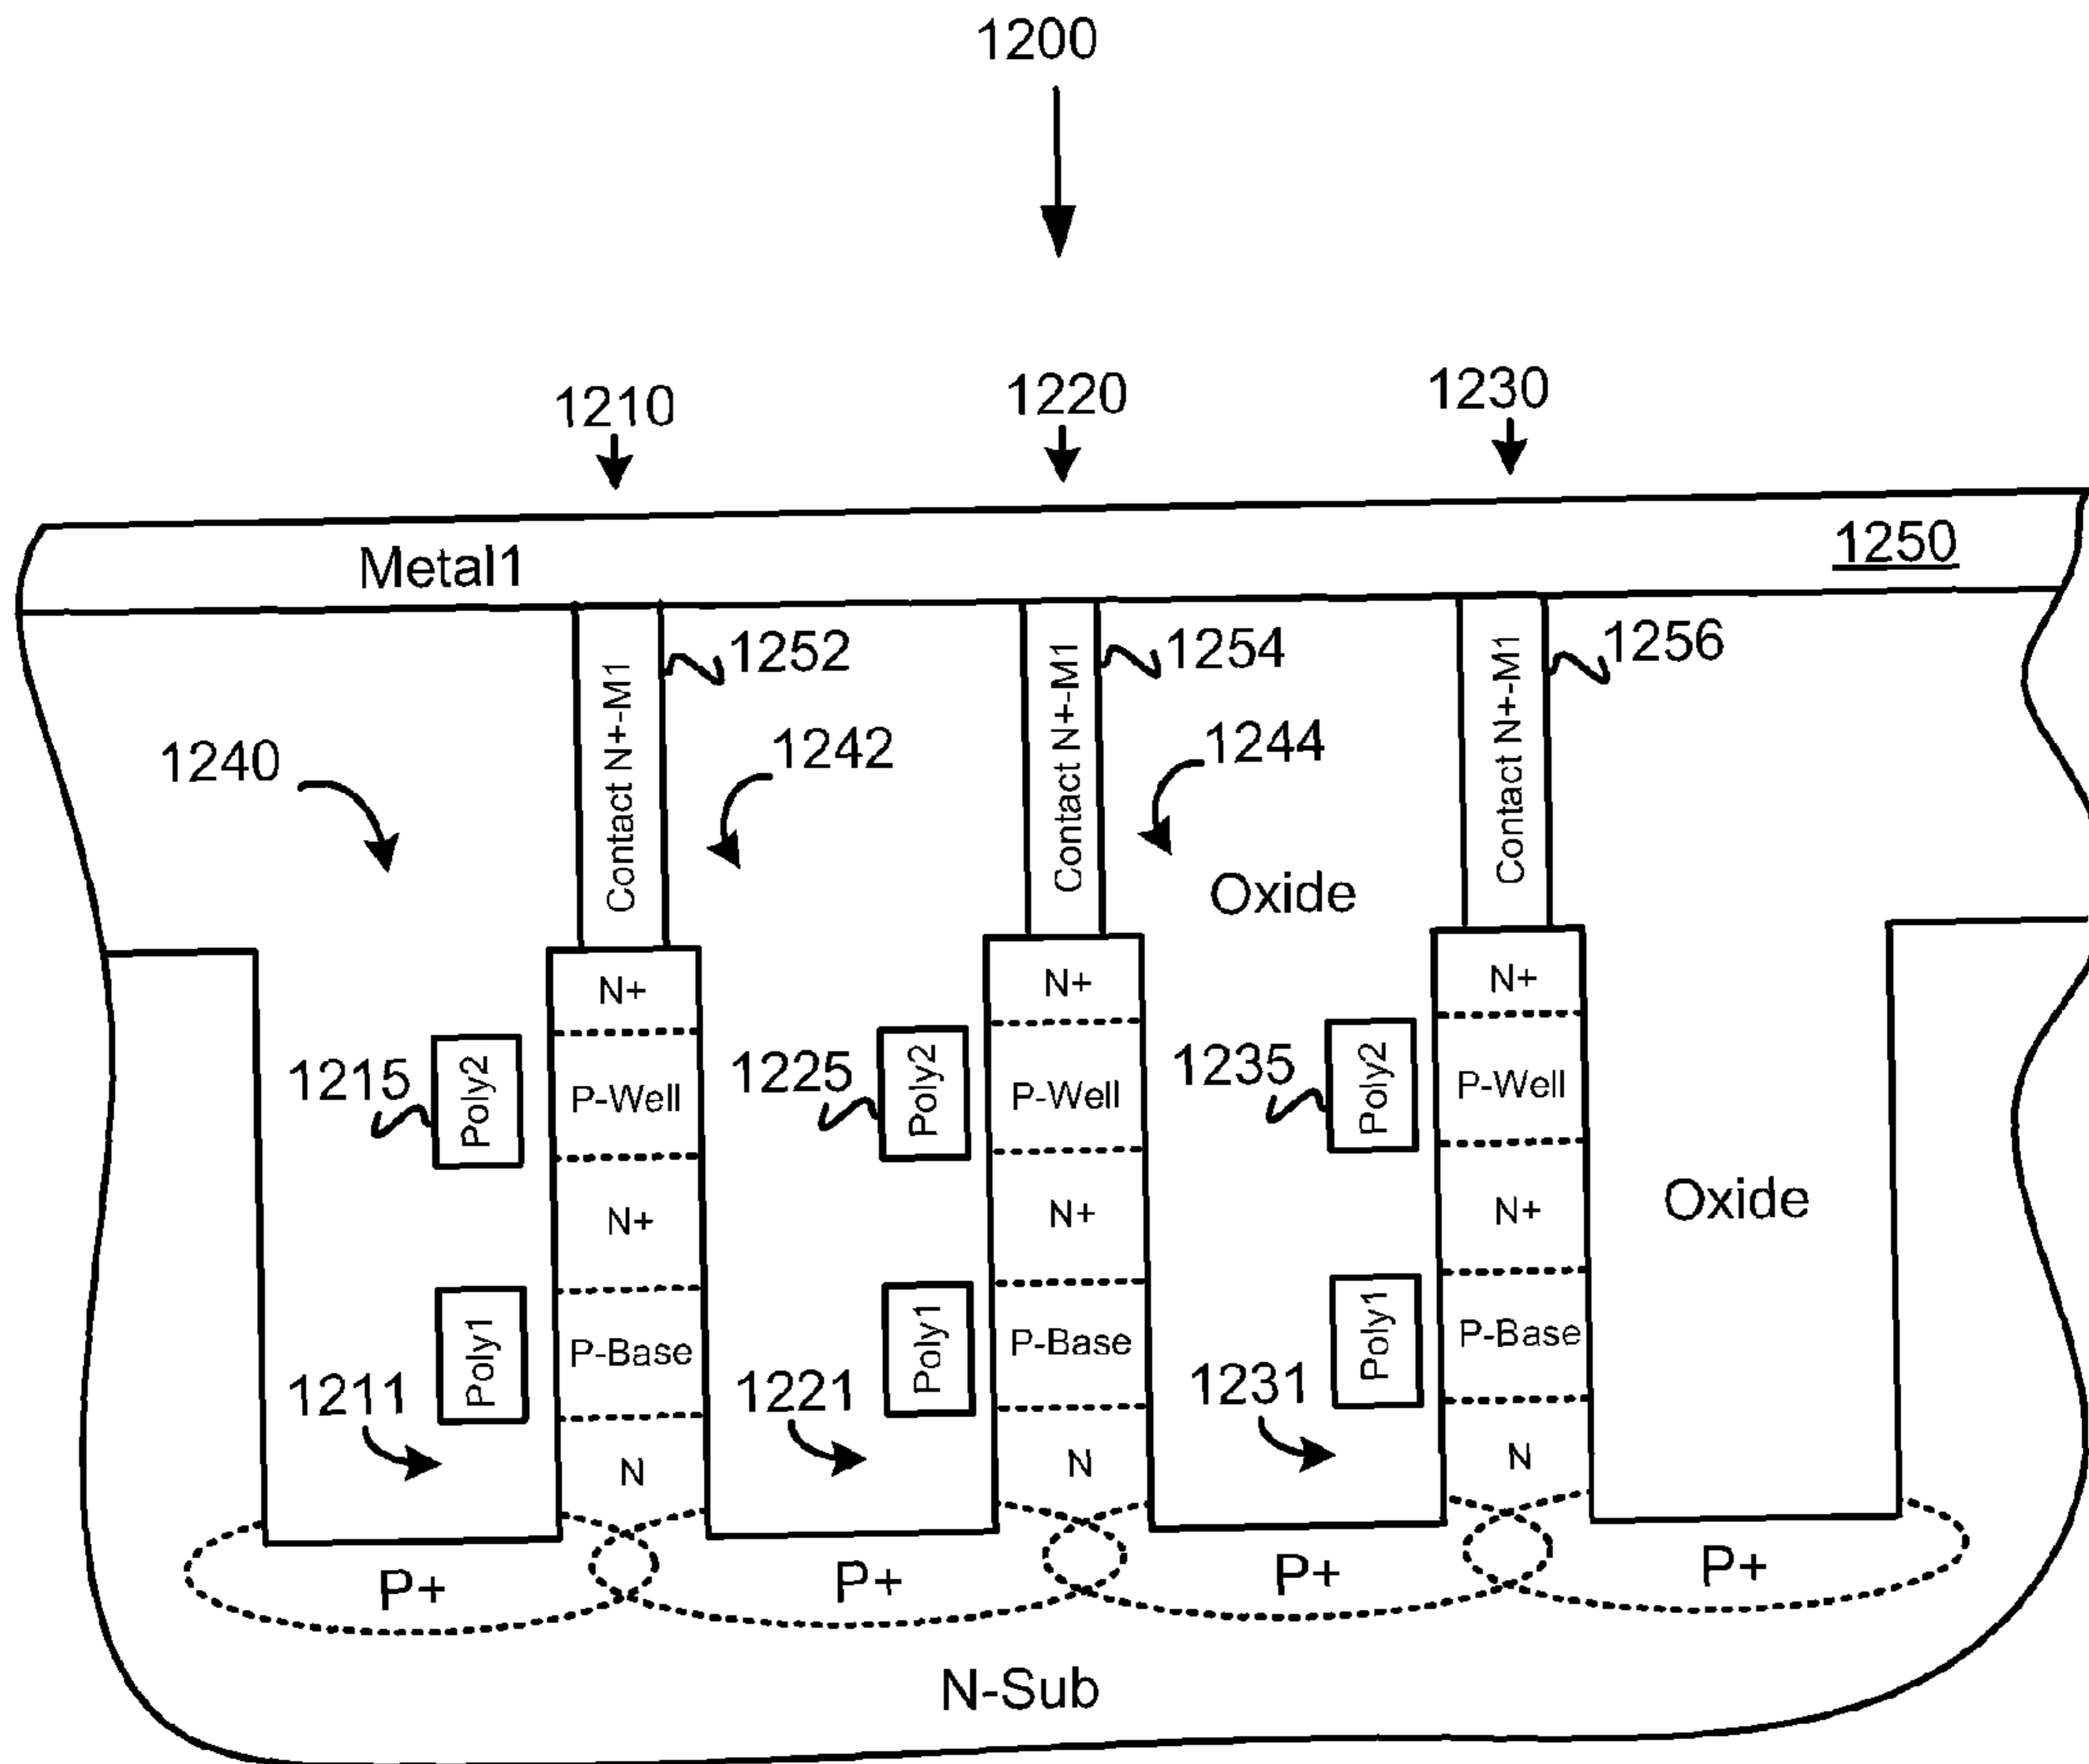 1200
1210
1220
1230
Metal1
1250
1252
1254
1256
Contact N+-M1
Contact N+-M1
Contact N+-M1
1240
1242
1244
Oxide
N+
N+
N+
1215
Poly2
P-Well
1225
Poly2
P-Well
1235
Poly2
P-Well
N+
N+
N+
Oxide
1211
Poly1
P-Base
1221
Poly1
P-Base
1231
Poly1
P-Base
N
N
N
P+
P+
P+
P+
N-Sub